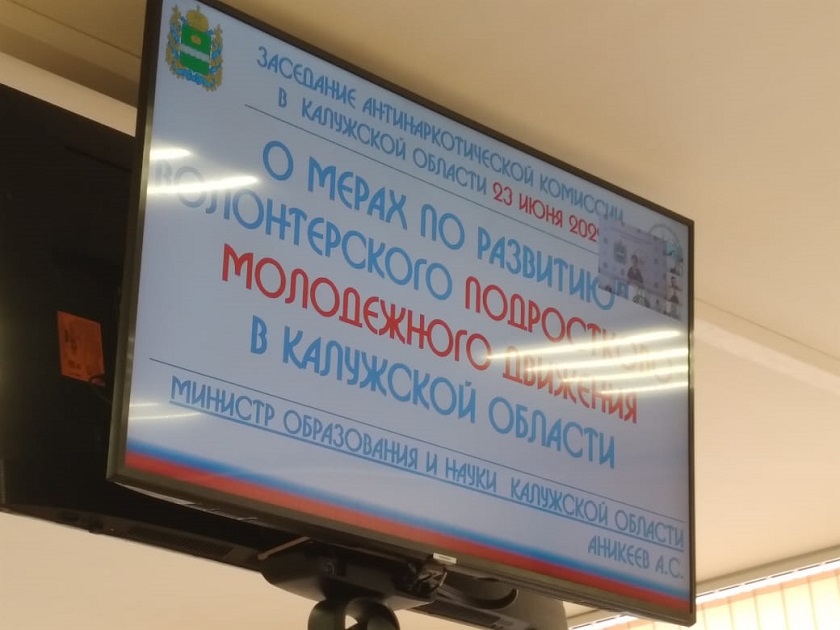 ЗАСЕДАНИЕ АНТИНАРКОТИЧЕСКОЙ КОМИССИИ
В КАЛУЖСКОЙ ОБЛАСТИ 23 ИЮНЯ
О МЕРАХ ПО РАЗВИТИЮ
ВОЛОНТЕРСКОГО ПОДРОСТКОВО
МОЛОДЕЖНОГО ДВИЖЕНИЯ
В КАЛУЖСКОЙ ОБЛАСТИ
МИНИСТР ОБРАЗОВАНИЯ И НАУКИ КАЛУЖСКОЙ ОБЛАСТИ
АНИКЕЕВ А.С.